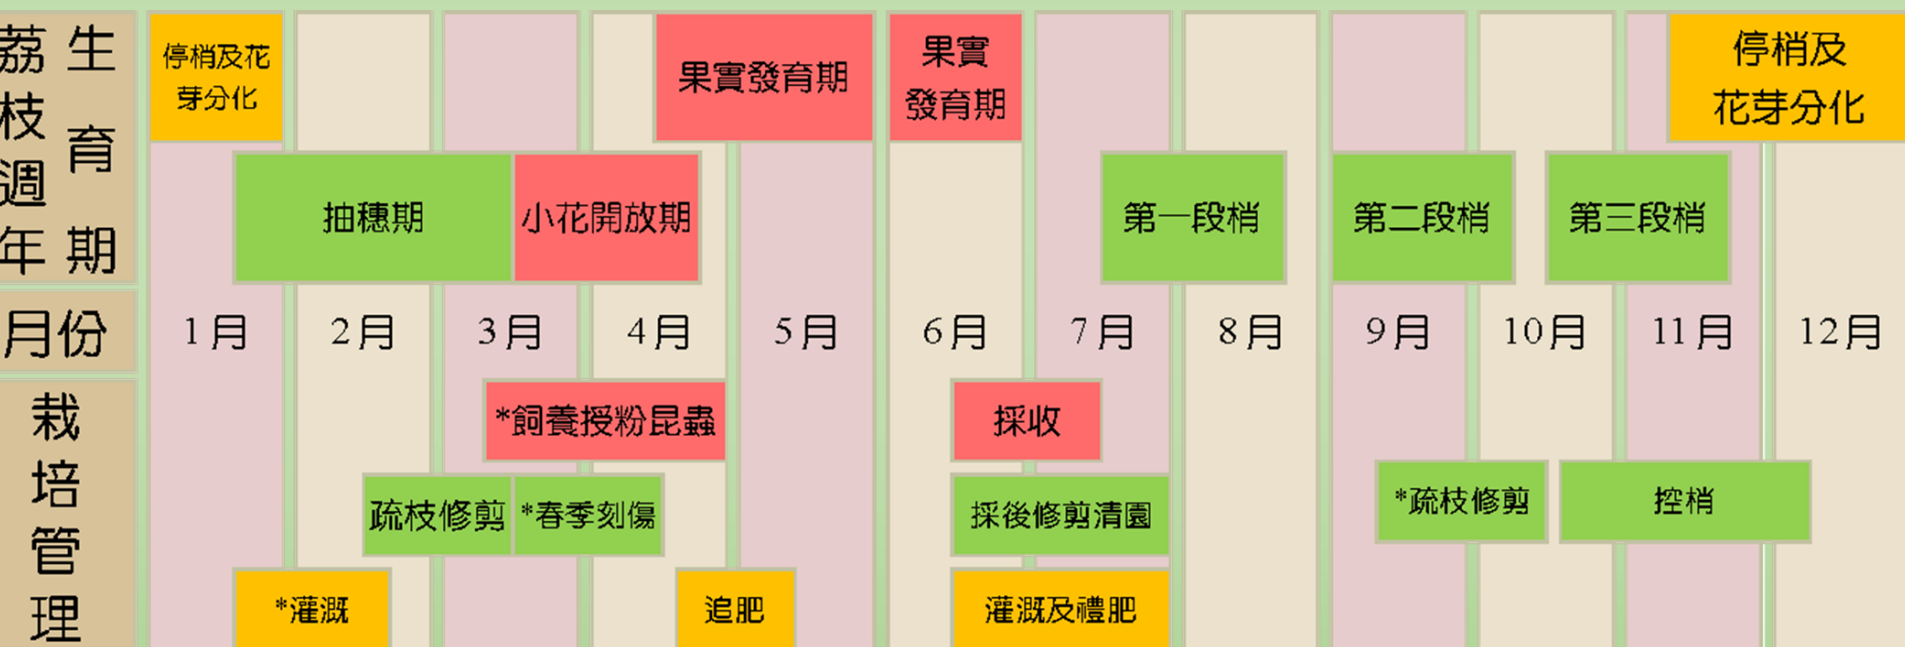 荔枝週年
生育期
停梢及花
芽分化
果實發育期
果實
發育期
停梢及
花芽分化
抽穗期
小花開放期
第一段梢
第二段梢
第三段梢
月份
1月
2月
3月
4月
5月
6月
7月
8月
9月
10月
11月
12月
栽培管理
*飼養授粉昆蟲
採收
疏枝修剪
*春季刻傷
採後修剪清園
*疏枝修剪
控梢
*灌溉
追肥
灌溉及禮肥